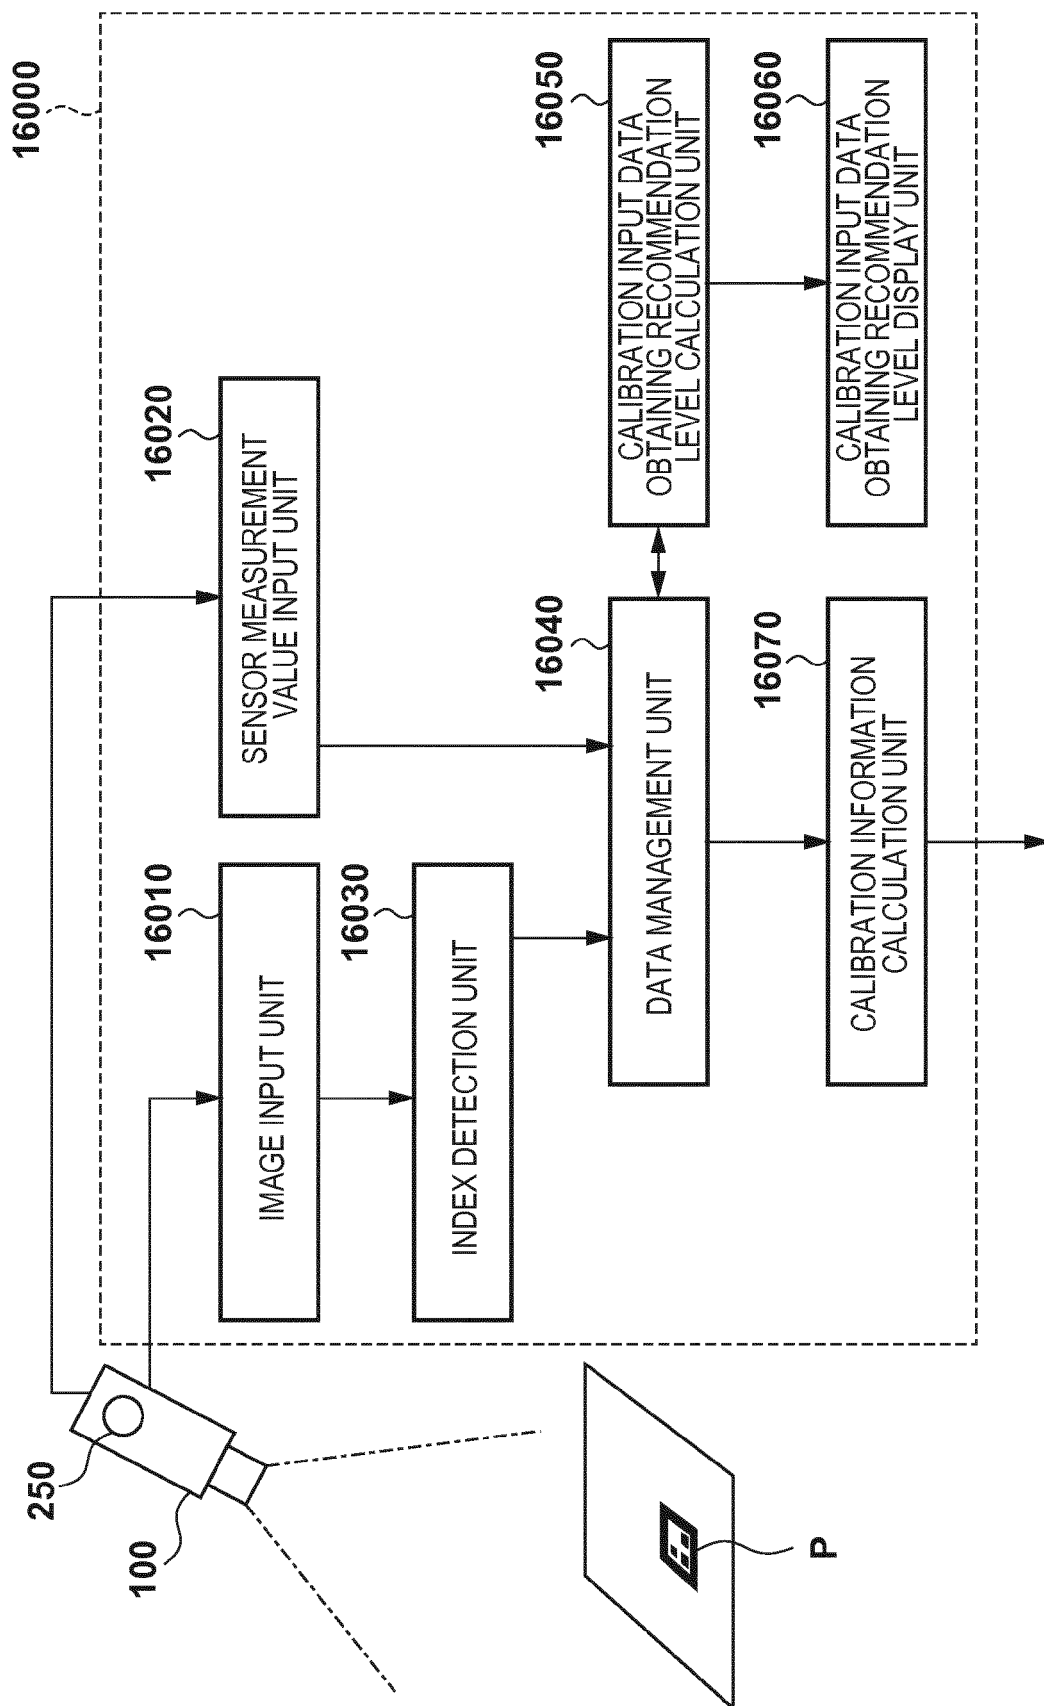 16000
250
100
P
16010
IMAGE INPUT UNIT
16020
SENSOR MEASUREMENT
VALUE INPUT UNIT
16030
INDEX DETECTION UNIT
16040
DATA MANAGEMENT UNIT
16050
CALIBRATION INPUT DATA
OBTAINING RECOMMENDATION
LEVEL CALCULATION UNIT
16070
CALIBRATION INFORMATION
CALCULATION UNIT
16060
CALIBRATION INPUT DATA
OBTAINING RECOMMENDATION
LEVEL DISPLAY UNIT